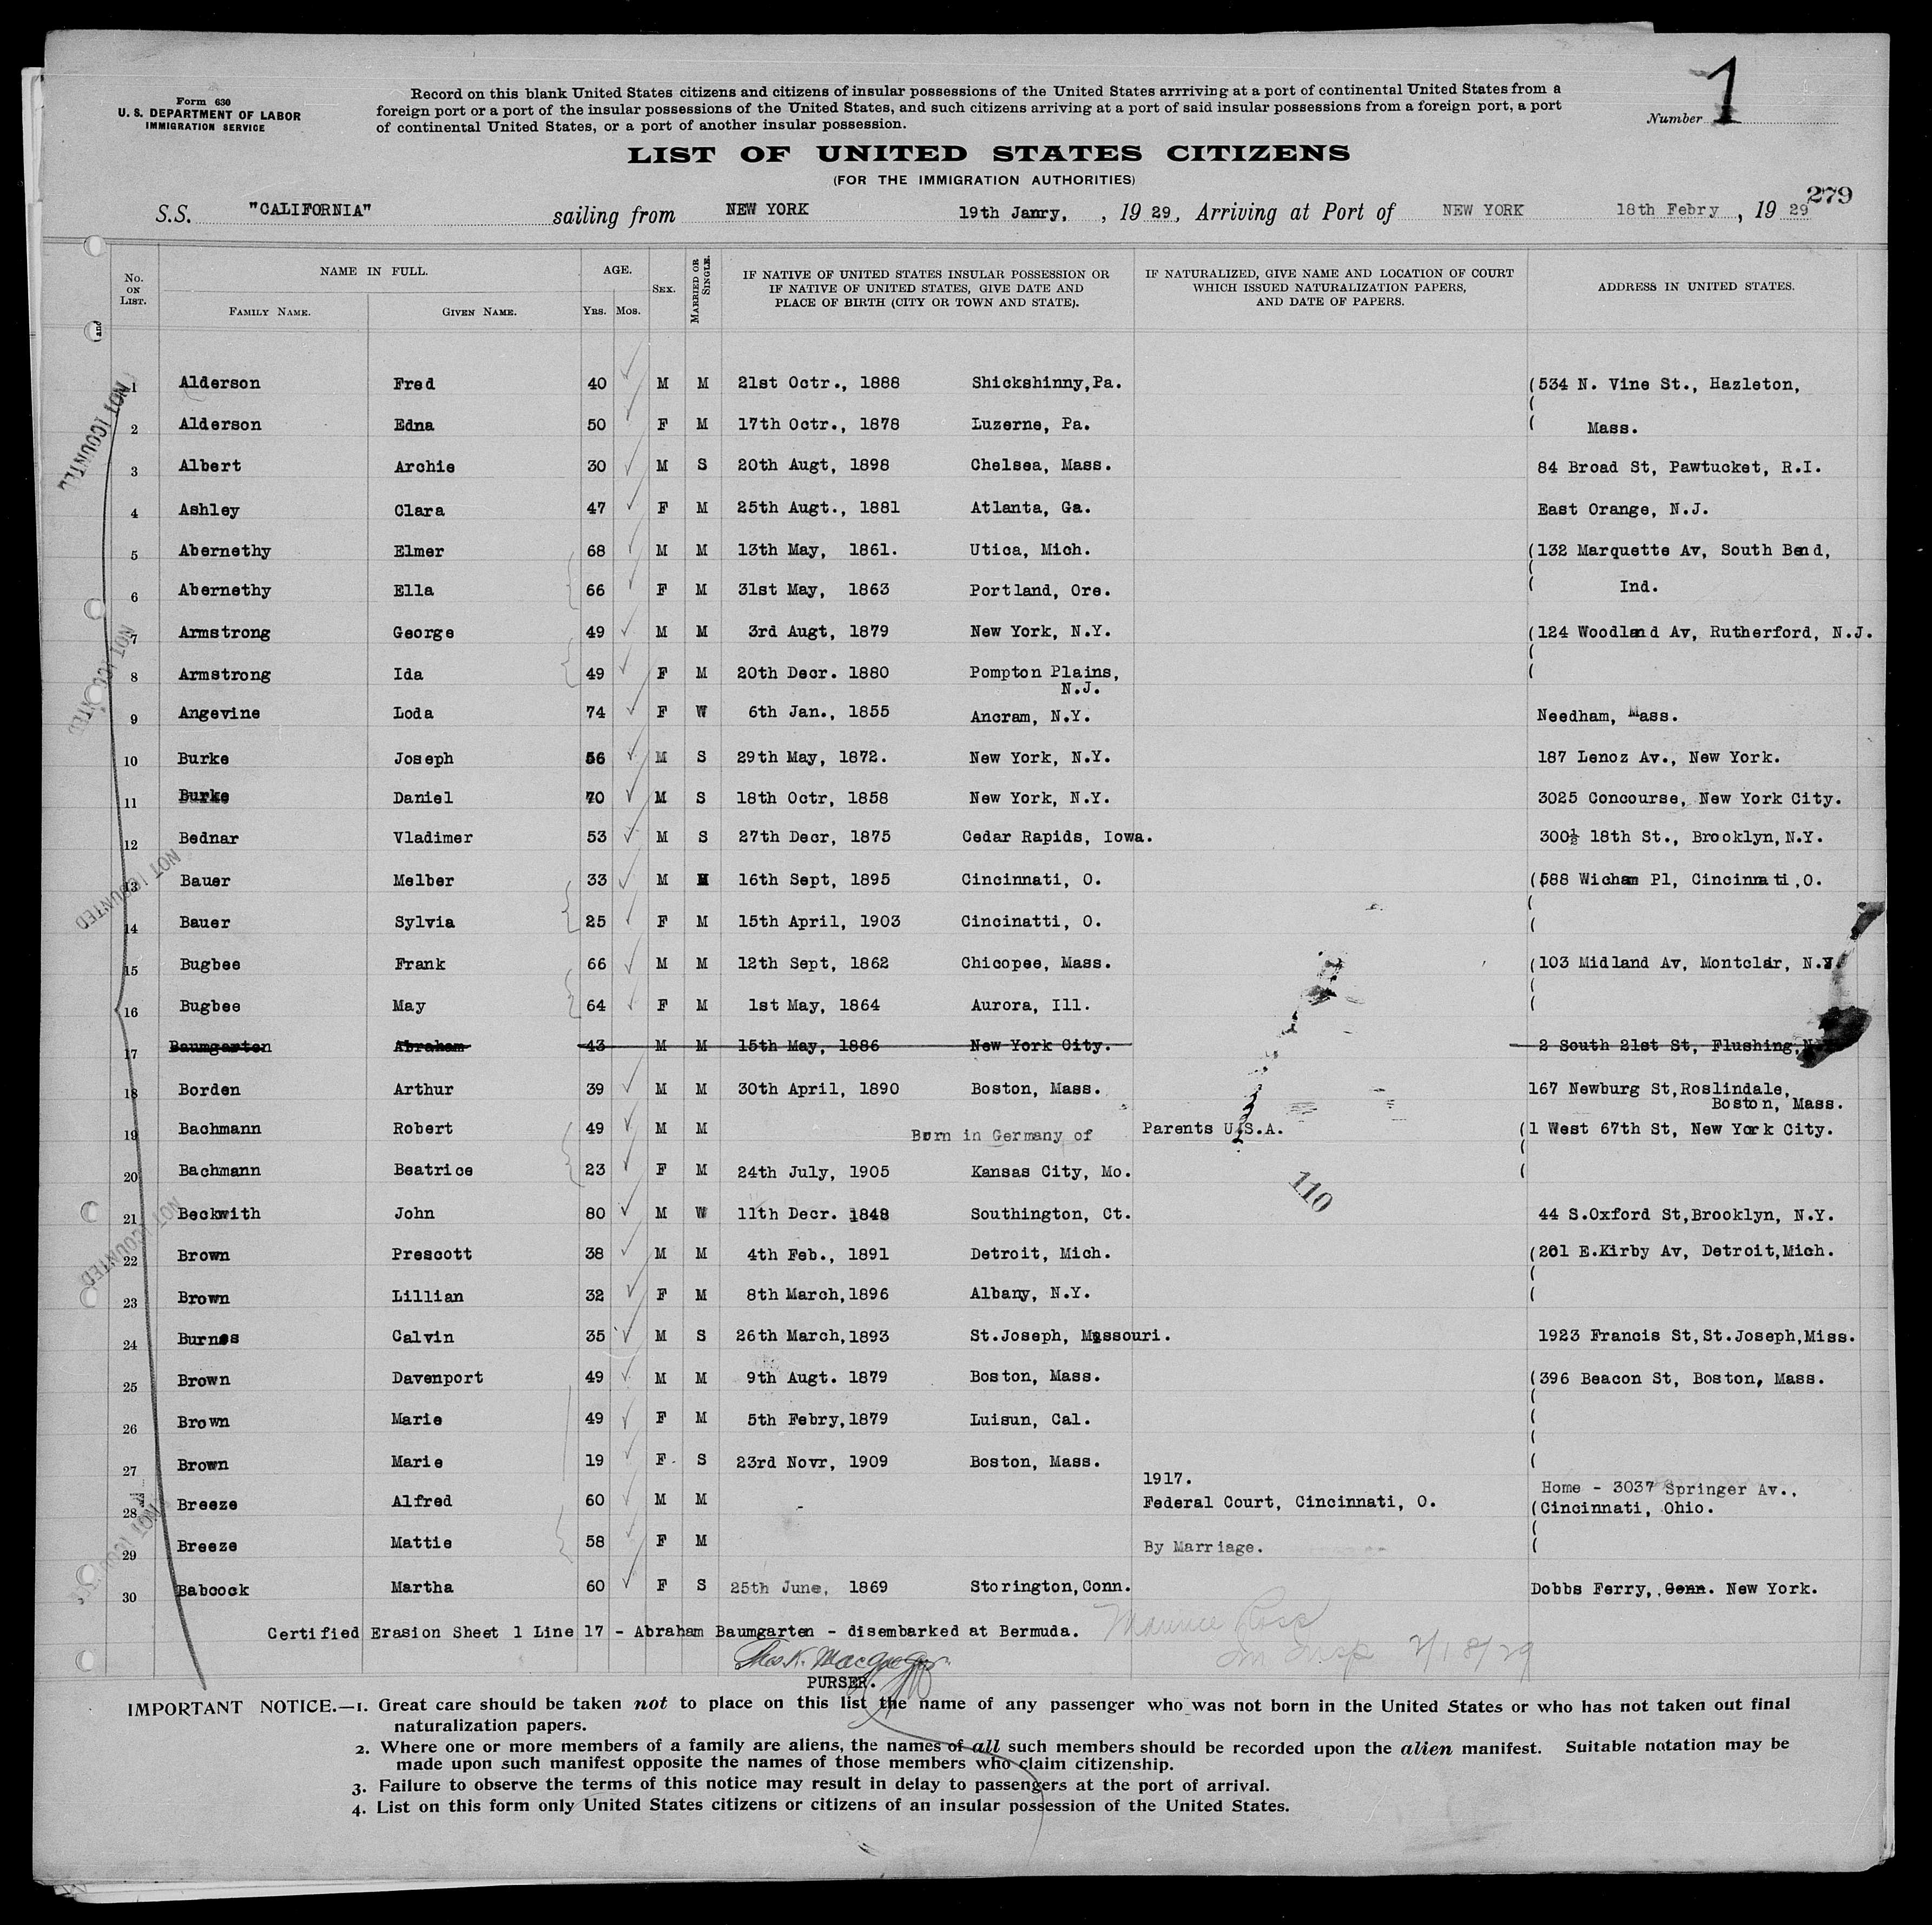 Form 630
U. S. DEPARTMENT OF LABOR
IMMIGRATION SERVICE
Record on this blank United States citizens and citizens of insular possessions of the United States arrriving at a port of continental United States from a
foreign port or a port of the insular possessions of the United States, and such citizens arriving at a port of said insular possessions from a foreign port, a port
of continental United States, or a port of another insular possession.
Number 1
LIST OF UNITED STATES CITIZENS
(FOR THE IMMIGRATION AUTHORITIES)
279
S.S. "CALIFORNIA" sailing from NEW YORK 19th Janry, , 19 29, Arriving at Port of NEW YORK 18th Febry , 19 29
No. ON LIST. NAME IN FULL. FAMILY NAME. GIVEN NAME. AGE. YRS. MOS. SEX. MARRIED OR SINGLE. IF NATIVE OF UNITED STATES INSULAR POSSESSION OR IF NATIVE OF UNITED STATES, GIVE DATE AND PLACE OF BIRTH (CITY OR TOWN AND STATE). IF NATURALIZED, GIVE NAME AND LOCATION OF COURT WHICH ISSUED NATURALIZATION PAPERS, AND DATE OF PAPERS. ADDRESS IN UNITED STATES.
1 Alderson Fred 40 M M 21st Octr., 1888 Shickshinny,Pa. (534 N. Vine St., Hazleton,
2 Alderson Edna 50 F M 17th Octr., 1878 Luzerne, Pa. ( Mass.
3 Albert Archie 30 M S 20th Augt, 1898 Chelsea, Mass. 84 Broad St, Pawtucket, R.I.
4 Ashley Clara 47 F M 25th Augt., 1881 Atlanta, Ga. East Orange, N.J.
5 Abernethy Elmer 68 M M 13th May, 1861. Utica, Mich. (132 Marquette Av, South Bend,
6 Abernethy Ella 66 F M 31st May, 1863 Portland, Ore. ( Ind.
7 Armstrong George 49 M M 3rd Augt, 1879 New York, N.Y. (124 Woodland Av, Rutherford, N.J.
8 Armstrong Ida 49 F M 20th Decr. 1880 Pompton Plains, N.J. (
9 Angevine Loda 74 F W 6th Jan., 1855 Ancram, N.Y. Needham, Mass.
10 Burke Joseph 56 M S 29th May, 1872. New York, N.Y. 187 Lenoz Av., New York.
11 Burke Daniel 70 M S 18th Octr, 1858 New York, N.Y. 3025 Concourse, New York City.
12 Bednar Vladimer 53 M S 27th Decr, 1875 Cedar Rapids, Iowa. 300½ 18th St., Brooklyn,N.Y.
13 Bauer Melber 33 M M 16th Sept, 1895 Cincinnati, O. (588 Wicham Pl, Cincinnati,O.
14 Bauer Sylvia 25 F M 15th April, 1903 Cincinatti, O. (
15 Bugbee Frank 66 M M 12th Sept, 1862 Chicopee, Mass. (103 Midland Av, Montclair, N.J.
16 Bugbee May 64 F M 1st May, 1864 Aurora, Ill. (
17 Baumgarten Abraham 43 M M 15th May, 1886 New York City. 2 South 21st St, Flushing,
18 Borden Arthur 39 M M 30th April, 1890 Boston, Mass. 167 Newburg St,Roslindale,
Boston, Mass.
19 Bachmann Robert 49 M M Born in Germany of Parents U.S.A. (1 West 67th St, New York City.
20 Bachmann Beatrice 23 F M 24th July, 1905 Kansas City, Mo. (
110
21 Beckwith John 80 M W 11th Decr. 1848 Southington, Ct. 44 S.Oxford St,Brooklyn, N.Y.
22 Brown Prescott 38 M M 4th Feb., 1891 Detroit, Mich. (201 E.Kirby Av, Detroit,Mich.
23 Brown Lillian 32 F M 8th March,1896 Albany, N.Y. (
24 Burnes Calvin 35 M S 26th March,1893 St.Joseph, Missouri. 1923 Francis St,St.Joseph,Miss.
25 Brown Davenport 49 M M 9th Augt. 1879 Boston, Mass. (396 Beacon St, Boston, Mass.
26 Brown Marie 49 F M 5th Febry,1879 Luisun, Cal. (
27 Brown Marie 19 F. S 23rd Novr, 1909 Boston, Mass. (
1917.
28 Breeze Alfred 60 M M Federal Court, Cincinnati, O. Home - 3037 Springer Av.,
(Cincinnati, Ohio.
29 Breeze Mattie 58 F M By Marriage. (
30 Babcock Martha 60 F S 25th June, 1869 Storington,Conn. Dobbs Ferry, Conn. New York.
Certified Erasion Sheet 1 Line 17 - Abraham Baumgarten - disembarked at Bermuda.
Maurice Ross
Im Insp 2/18/29
Thos. K. Macgregor
PURSER.
IMPORTANT NOTICE.—1. Great care should be taken not to place on this list the name of any passenger who was not born in the United States or who has not taken out final
naturalization papers.
2. Where one or more members of a family are aliens, the names of all such members should be recorded upon the alien manifest. Suitable notation may be
made upon such manifest opposite the names of those members who claim citizenship.
3. Failure to observe the terms of this notice may result in delay to passengers at the port of arrival.
4. List on this form only United States citizens or citizens of an insular possession of the United States.
NOT COUNTED
NOT COUNTED
NOT COUNTED
NOT COUNTED
NOT COUNTED